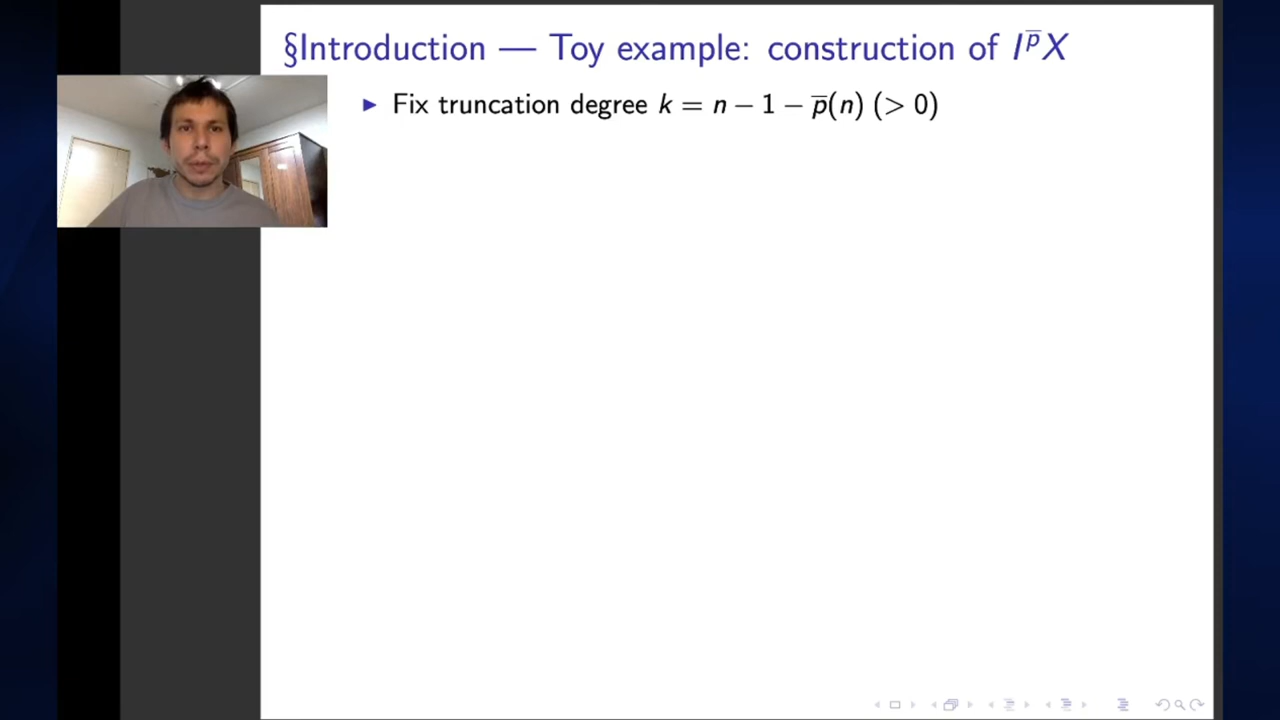 §Introduction — Toy example: construction of I^p̅X
▶ Fix truncation degree k = n − 1 − p̅(n) (> 0)